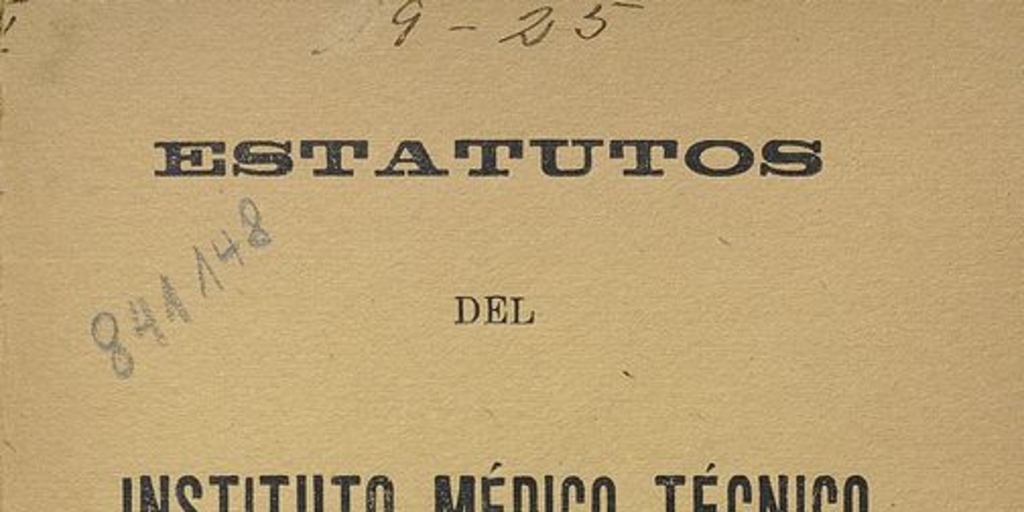 9-25
ESTATUTOS
841148
DEL
INSTITUTO MÉDICO TÉCNICO